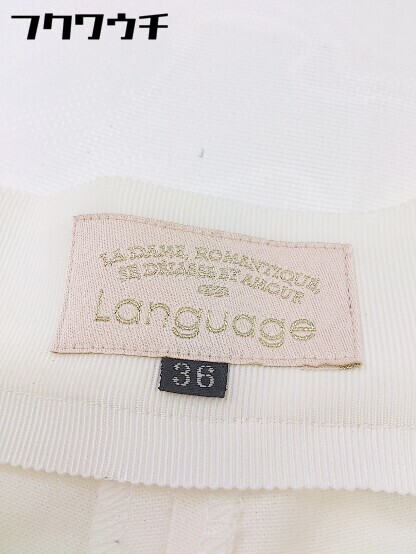 フクワウチ
LA DAME, ROMANTIQUE,
SE DÉLASSE ET AMOUR
Language
36